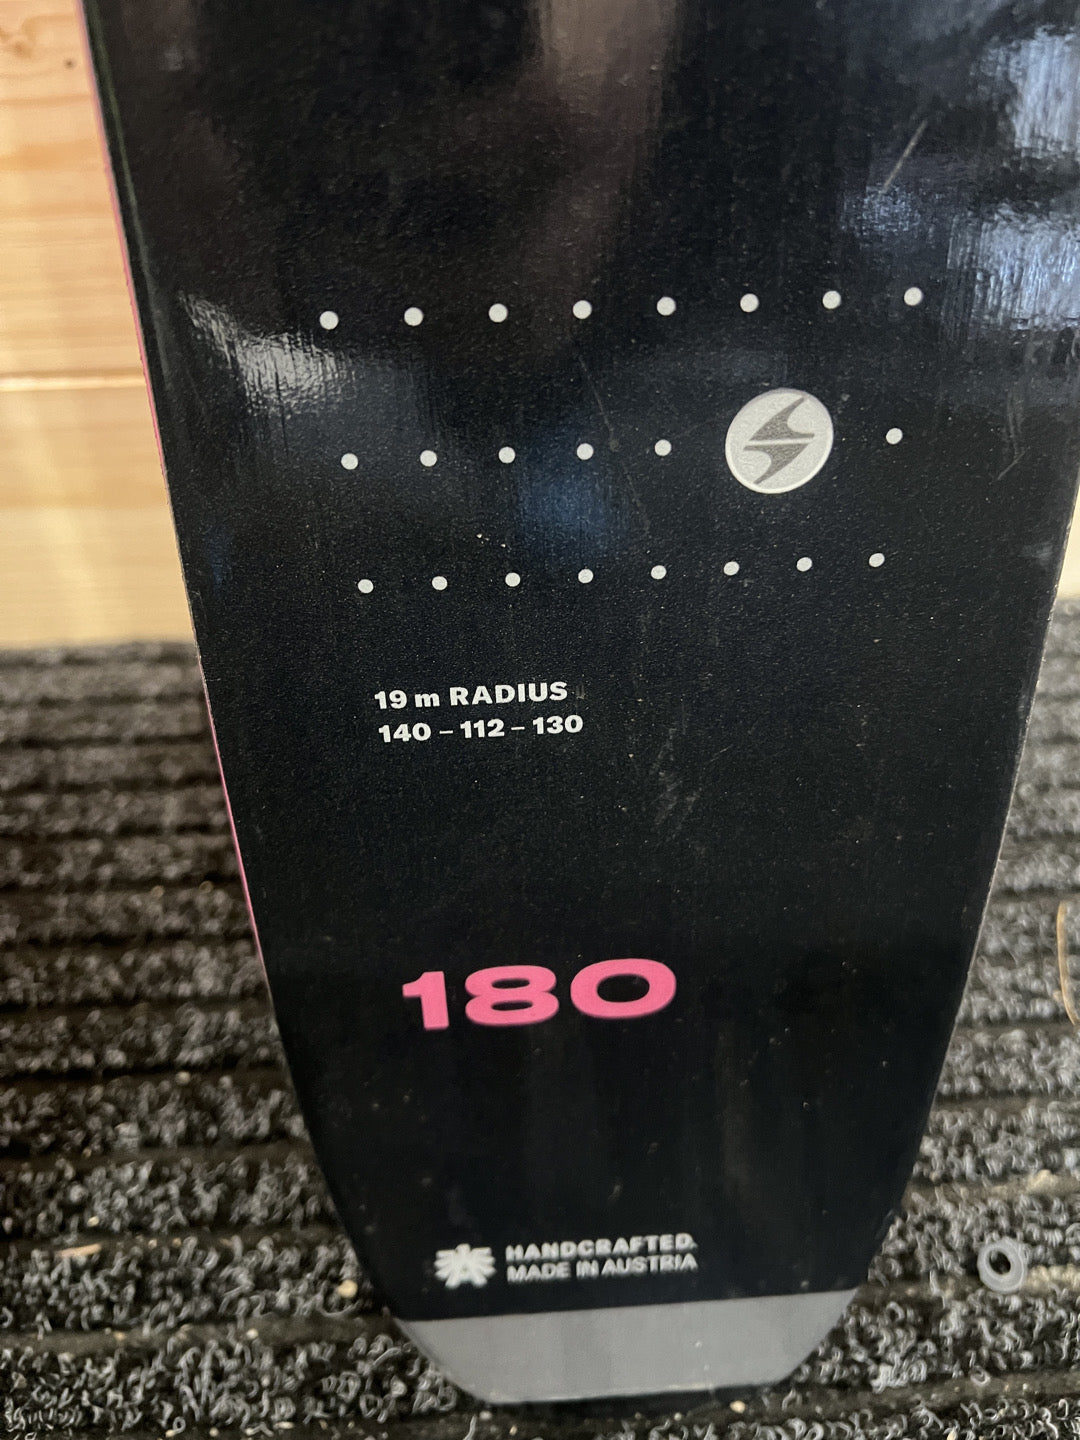 19 m RADIUS
140 – 112 – 130
180
HANDCRAFTED.
MADE IN AUSTRIA